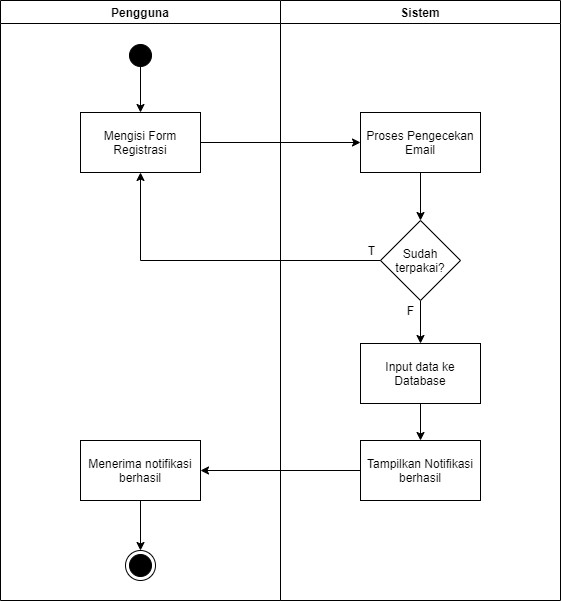 Pengguna
Sistem
Mengisi Form
Registrasi
Proses Pengecekan
Email
T
Sudah
terpakai?
F
Input data ke
Database
Menerima notifikasi
berhasil
Tampilkan Notifikasi
berhasil